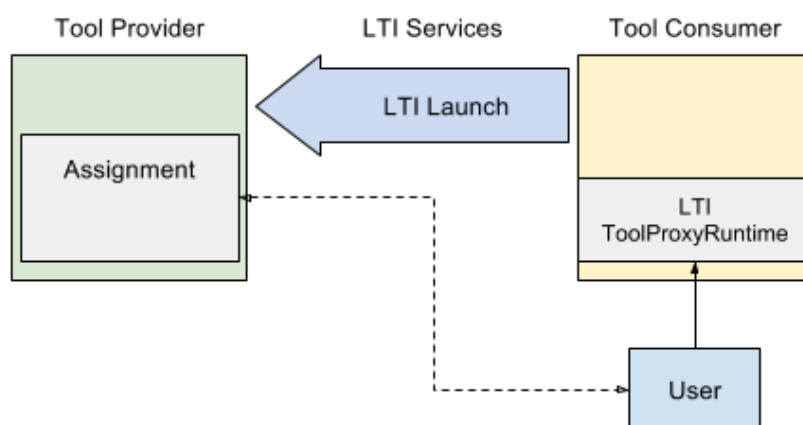 Tool Provider
LTI Services
Tool Consumer
LTI Launch
Assignment
LTI
ToolProxyRuntime
User